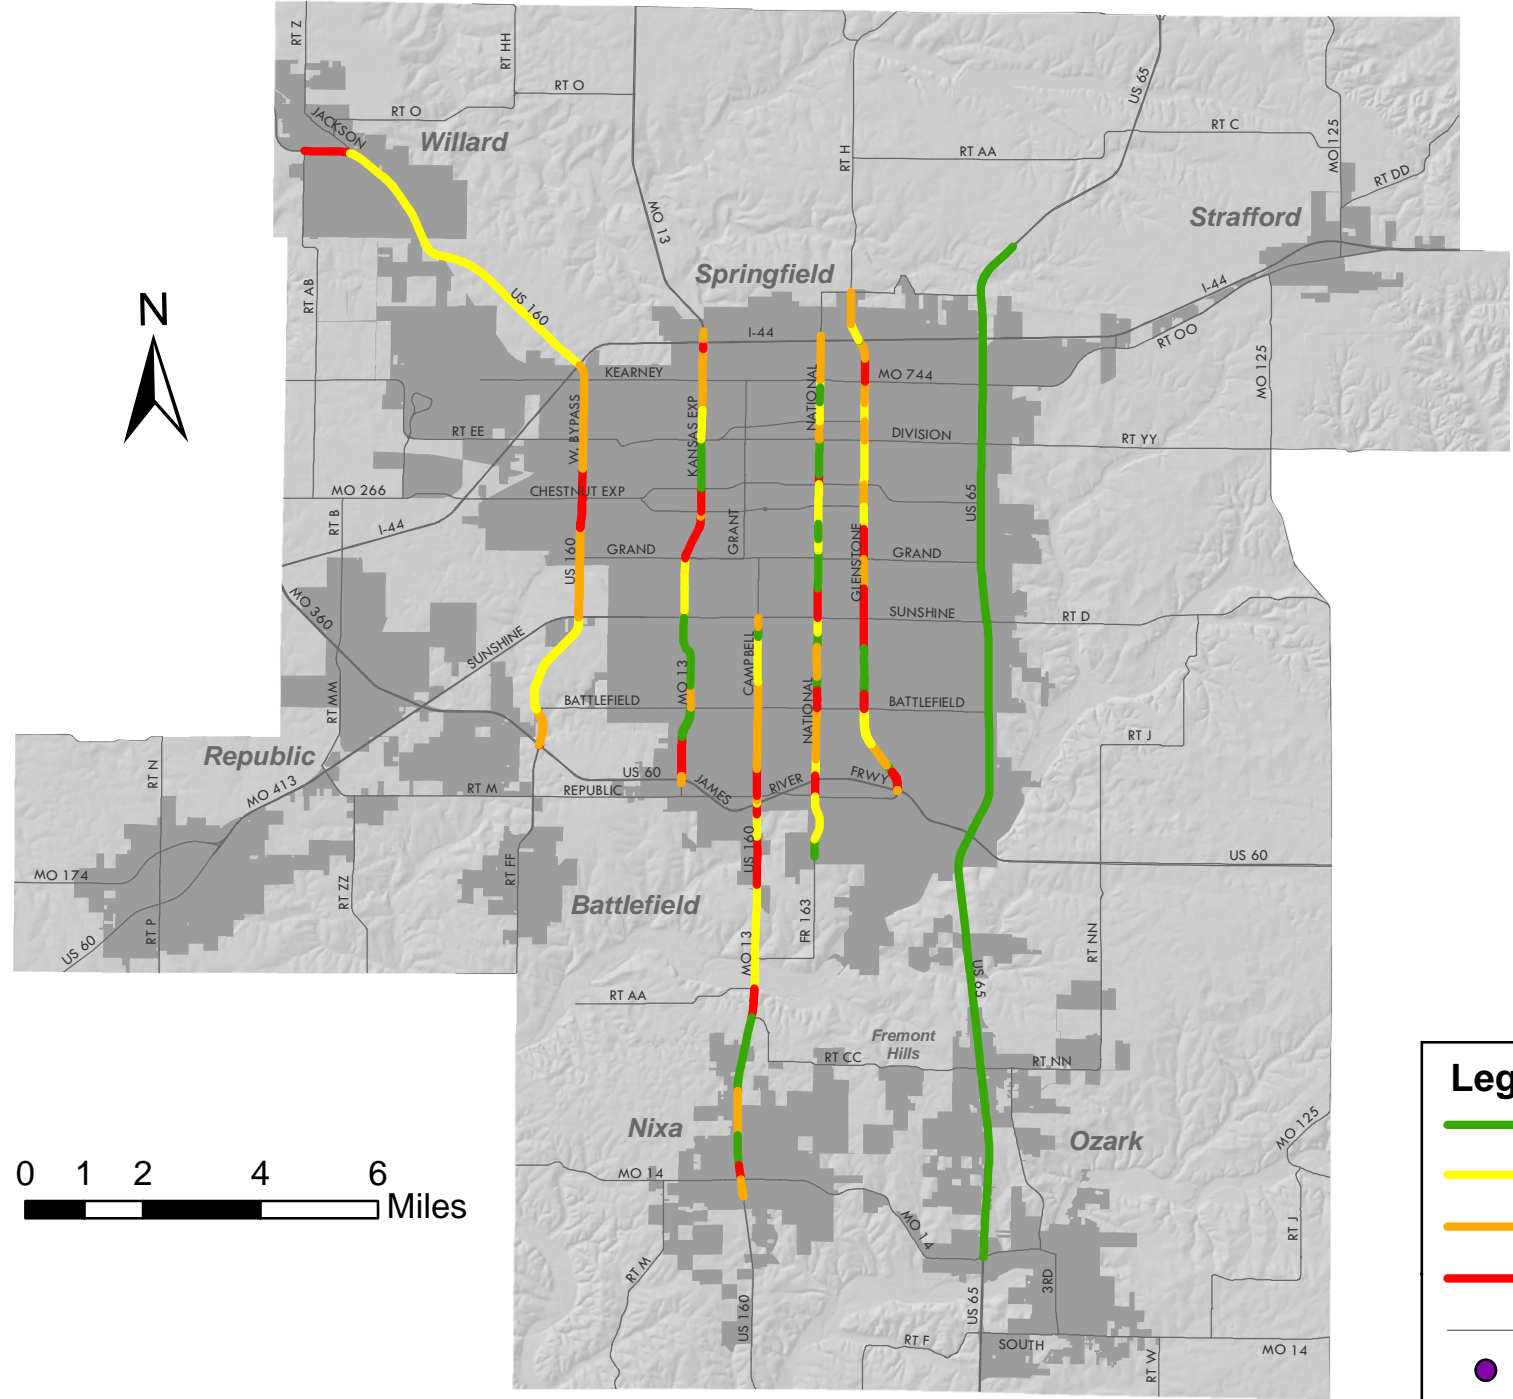 RT Z
RT HH
RT O
RT O
JACKSON
Willard
RT H
US 65
RT C
RT AA
MO 125
RT DD
MO 13
Strafford
Springfield
RT AB
US 160
I-44
I-44
RT OO
N
KEARNEY
MO 744
MO 125
NATIONAL
KANSAS EXP
W. BYPASS
RT EE
DIVISION
RT YY
MO 266
CHESTNUT EXP
US 65
RT B
I-44
GRANT
GRAND
GLENSTONE
GRAND
US 160
MO 360
SUNSHINE
SUNSHINE
RT D
CAMPBELL
MO 13
RT MM
BATTLEFIELD
NATIONAL
BATTLEFIELD
RT J
Republic
RT N
MO 413
US 60
RT M
REPUBLIC
JAMES
RIVER
FRWY
US 160
US 60
MO 174
RT ZZ
RT FF
Battlefield
RT P
US 60
FR 163
MO 13
RT NN
US 65
RT AA
Fremont
Hills
RT CC
RT NN
Leg
Nixa
Ozark
MO 125
0 1 2 4 6
Miles
MO 14
MO 14
RT J
RT M
3RD
US 160
US 65
RT F
SOUTH
RT W
MO 14